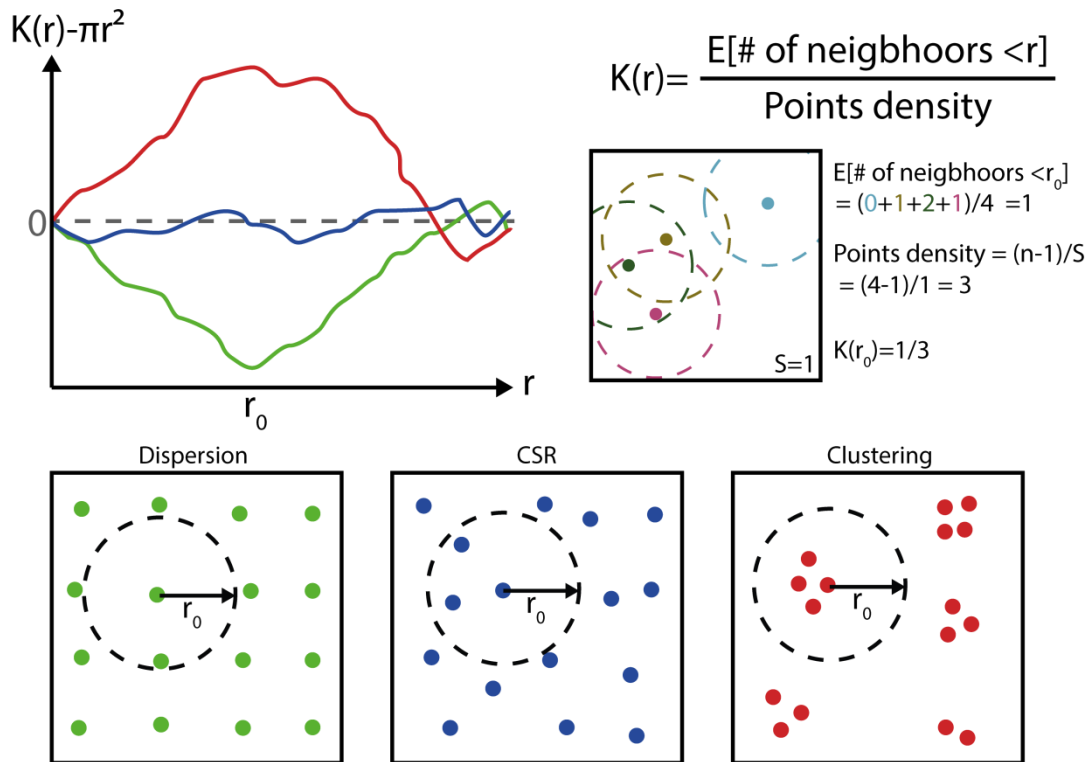 K(r)-πr²
0
r₀
r
K(r)= E[# of neigbhoors <r]
Points density
E[# of neigbhoors <r₀]
= (0+1+2+1)/4 =1
Points density = (n-1)/S
= (4-1)/1 = 3
K(r₀)=1/3
S=1
Dispersion
r₀
CSR
r₀
Clustering
r₀